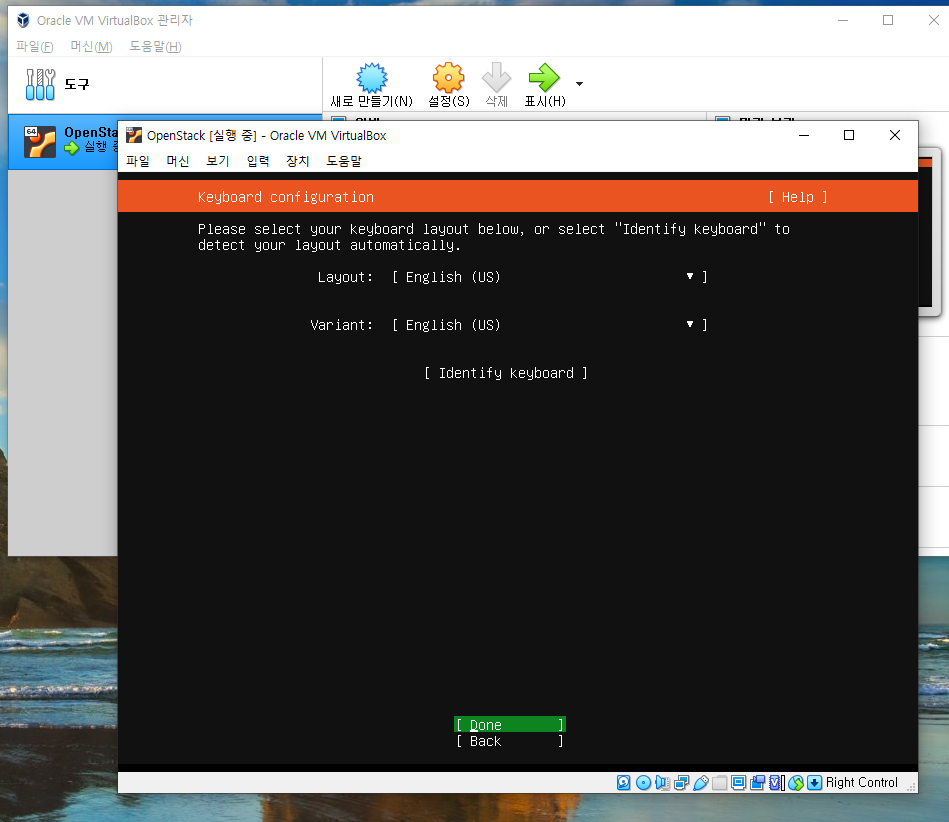 Oracle VM VirtualBox 관리자
파일(F) 머신(M) 도움말(H)
도구
새로 만들기(N) 설정(S) 삭제 표시(H)
64
실행
OpenStack [실행 중] - Oracle VM VirtualBox
파일 머신 보기 입력 장치 도움말
Keyboard configuration [ Help ]
Please select your keyboard layout below, or select "Identify keyboard" to
detect your layout automatically.
Layout: [ English (US) ▼ ]
Variant: [ English (US) ▼ ]
[ Identify keyboard ]
[ Done ]
[ Back ]
Right Control